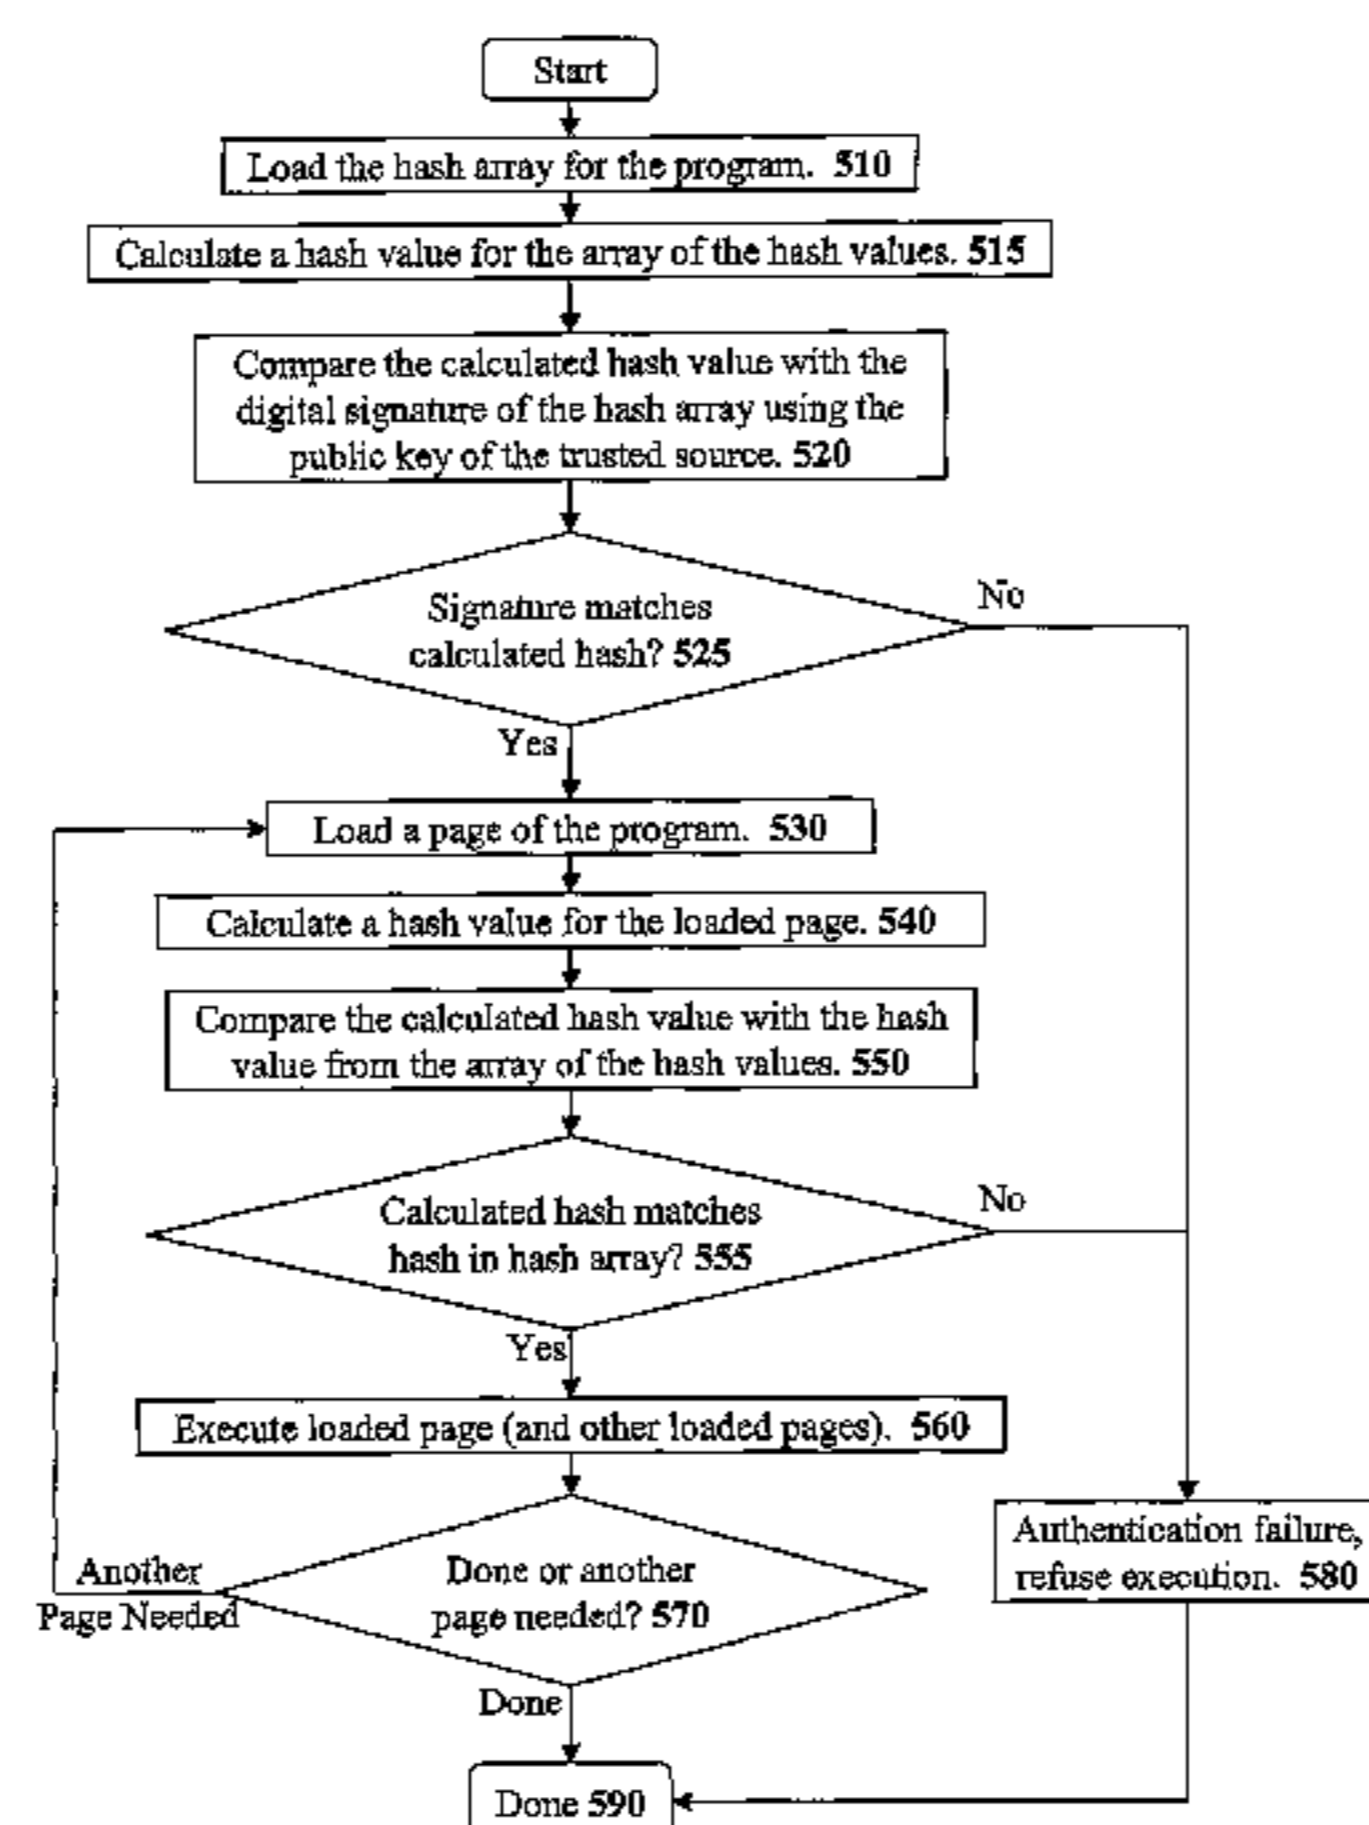 Start
Load the hash array for the program. 510
Calculate a hash value for the array of the hash values. 515
Compare the calculated hash value with the
digital signature of the hash array using the
public key of the trusted source. 520
Signature matches
calculated hash? 525
No
Yes
Load a page of the program. 530
Calculate a hash value for the loaded page. 540
Compare the calculated hash value with the hash
value from the array of the hash values. 550
Calculated hash matches
hash in hash array? 555
No
Yes
Execute loaded page (and other loaded pages). 560
Authentication failure,
refuse execution. 580
Done or another
page needed? 570
Another
Page Needed
Done
Done 590